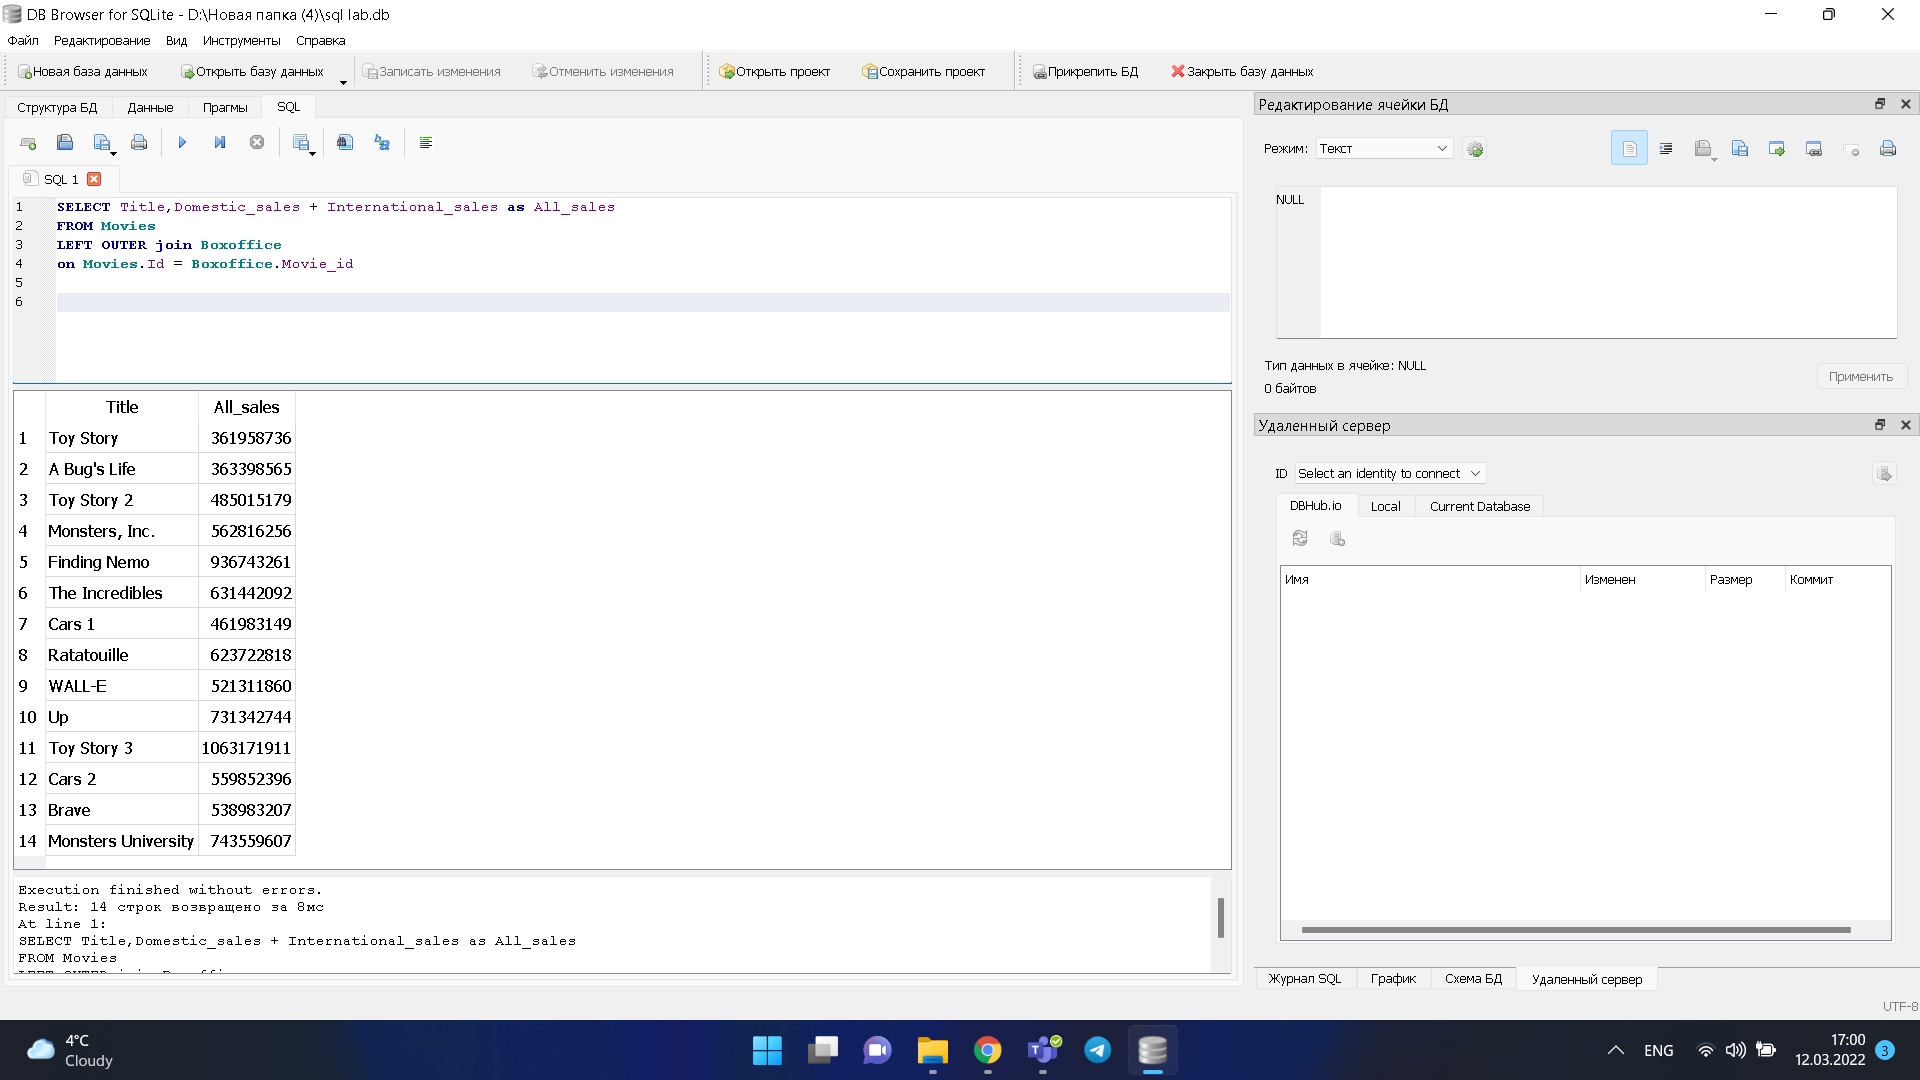 DB Browser for SQLite - D:\Новая папка (4)\sql lab.db
Файл Редактирование Вид Инструменты Справка
Новая база данных Открыть базу данных Записать изменения Отменить изменения Открыть проект Сохранить проект Прикрепить БД Закрыть базу данных
Структура БД Данные Прагмы SQL
SQL 1
1 SELECT Title,Domestic_sales + International_sales as All_sales
2 FROM Movies
3 LEFT OUTER join Boxoffice
4 on Movies.Id = Boxoffice.Movie_id
5
6
Title All_sales
1 Toy Story 361958736
2 A Bug's Life 363398565
3 Toy Story 2 485015179
4 Monsters, Inc. 562816256
5 Finding Nemo 936743261
6 The Incredibles 631442092
7 Cars 1 461983149
8 Ratatouille 623722818
9 WALL-E 521311860
10 Up 731342744
11 Toy Story 3 1063171911
12 Cars 2 559852396
13 Brave 538983207
14 Monsters University 743559607
Execution finished without errors.
Result: 14 строк возвращено за 8мс
At line 1:
SELECT Title,Domestic_sales + International_sales as All_sales
FROM Movies
Редактирование ячейки БД
Режим: Текст
NULL
Тип данных в ячейке: NULL
0 байтов
Применить
Удаленный сервер
ID Select an identity to connect
DBHub.io Local Current Database
Имя Изменен Размер Коммит
Журнал SQL График Схема БД Удаленный сервер
UTF-8
4°C
Cloudy
ENG
17:00
12.03.2022
3